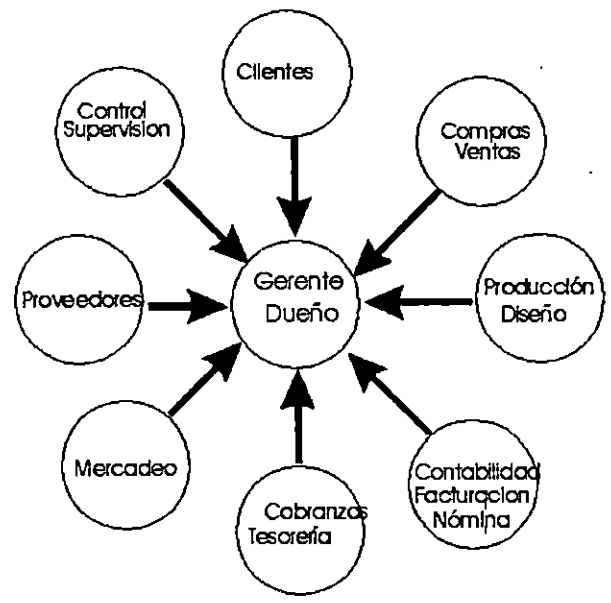 Clientes
Control
Supervision
Compras
Ventas
Gerente
Dueño
Proveedores
Producción
Diseño
Mercadeo
Cobranzas
Tesorería
Contabilidad
Facturacion
Nómina